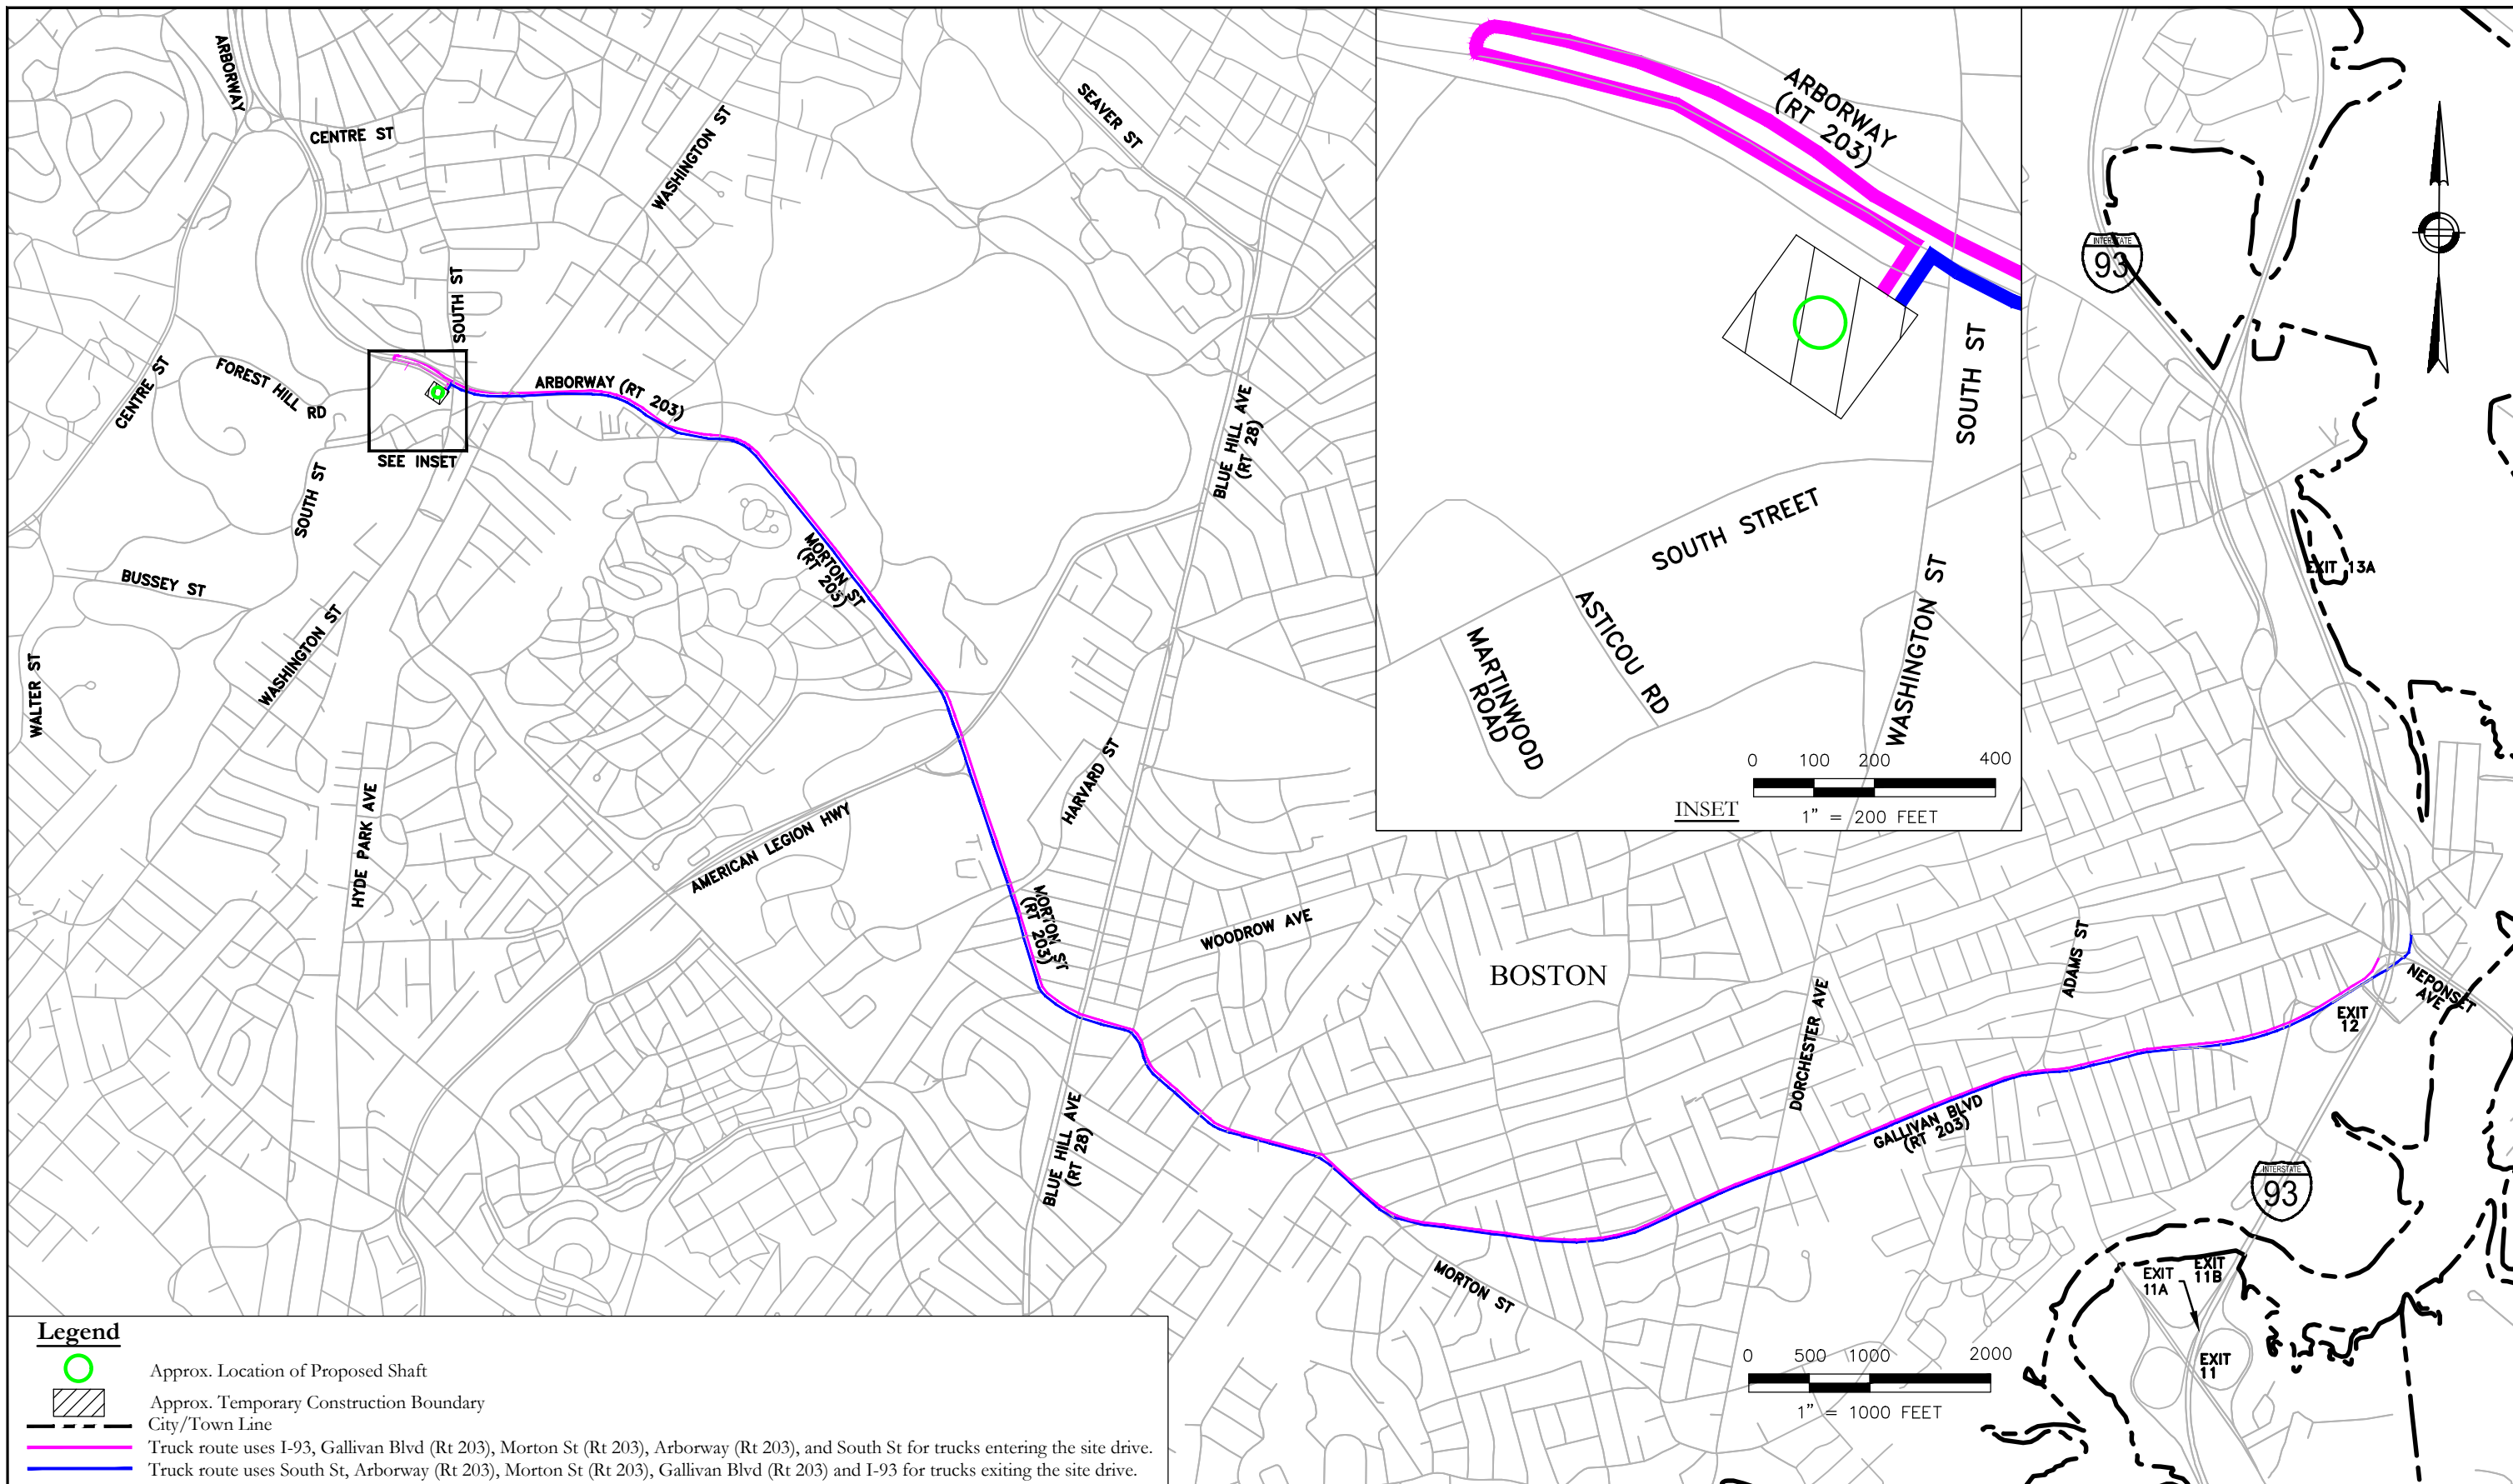 ARBORWAY
CENTRE ST
WASHINGTON ST
SEAVER ST
SOUTH ST
CENTRE ST
FOREST HILL RD
SEE INSET
ARBORWAY (RT 203)
SOUTH ST
BUSSEY ST
WASHINGTON ST
WALTER ST
HYDE PARK AVE
MORTON ST
(RT 203)
BLUE HILL AVE
(RT 28)
AMERICAN LEGION HWY
HARVARD ST
MORTON ST
(RT 203)
WOODROW AVE
BLUE HILL AVE
(RT 28)
BOSTON
MORTON ST
DORCHESTER AVE
ADAMS ST
GALLIVAN BLVD
(RT 203)
NEPONSET
AVE
EXIT
12
INTERSTATE
93
EXIT
11B
EXIT
11A
EXIT
11
INTERSTATE
93
EXIT 13A
ARBORWAY
(RT 203)
SOUTH ST
SOUTH STREET
ASTICOU RD
MARTINWOOD
ROAD
WASHINGTON ST
0 100 200 400
1" = 200 FEET
INSET
0 500 1000 2000
1" = 1000 FEET
Legend
Approx. Location of Proposed Shaft
Approx. Temporary Construction Boundary
City/Town Line
Truck route uses I-93, Gallivan Blvd (Rt 203), Morton St (Rt 203), Arborway (Rt 203), and South St for trucks entering the site drive.
Truck route uses South St, Arborway (Rt 203), Morton St (Rt 203), Gallivan Blvd (Rt 203) and I-93 for trucks exiting the site drive.